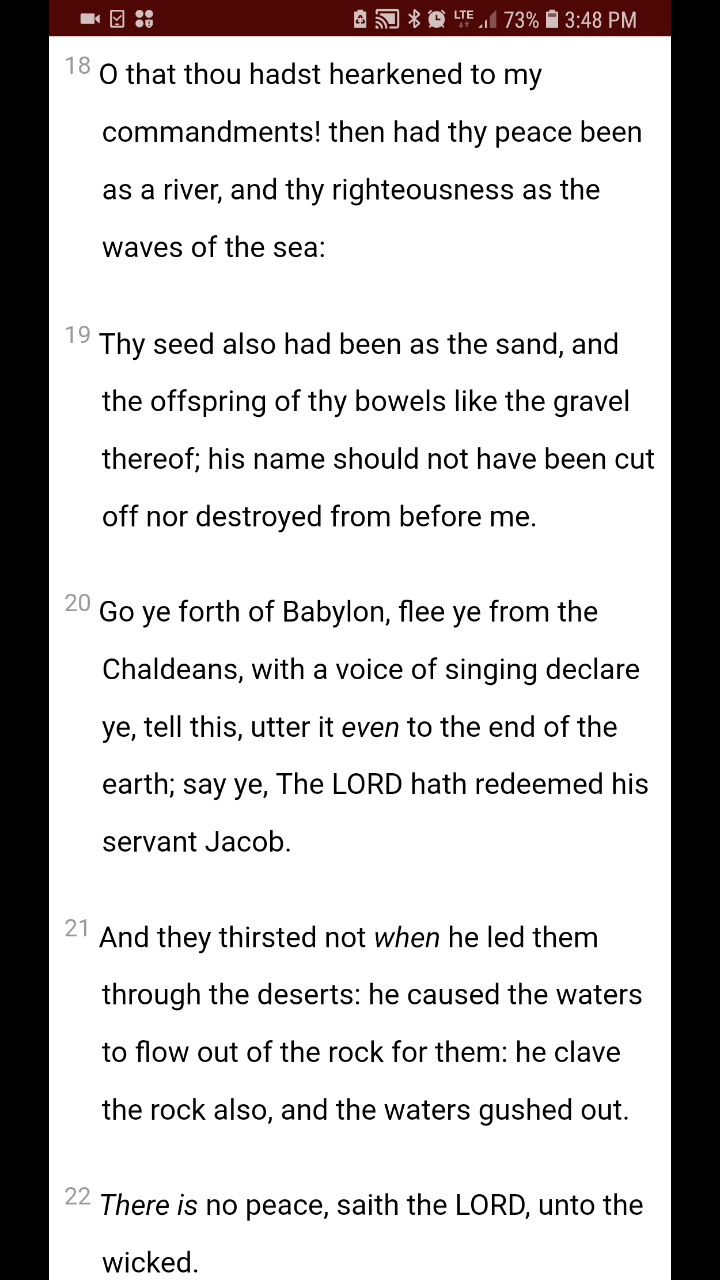 LTE 73% 3:48 PM
18 O that thou hadst hearkened to my
commandments! then had thy peace been
as a river, and thy righteousness as the
waves of the sea:
19 Thy seed also had been as the sand, and
the offspring of thy bowels like the gravel
thereof; his name should not have been cut
off nor destroyed from before me.
20 Go ye forth of Babylon, flee ye from the
Chaldeans, with a voice of singing declare
ye, tell this, utter it even to the end of the
earth; say ye, The LORD hath redeemed his
servant Jacob.
21 And they thirsted not when he led them
through the deserts: he caused the waters
to flow out of the rock for them: he clave
the rock also, and the waters gushed out.
22 There is no peace, saith the LORD, unto the
wicked.